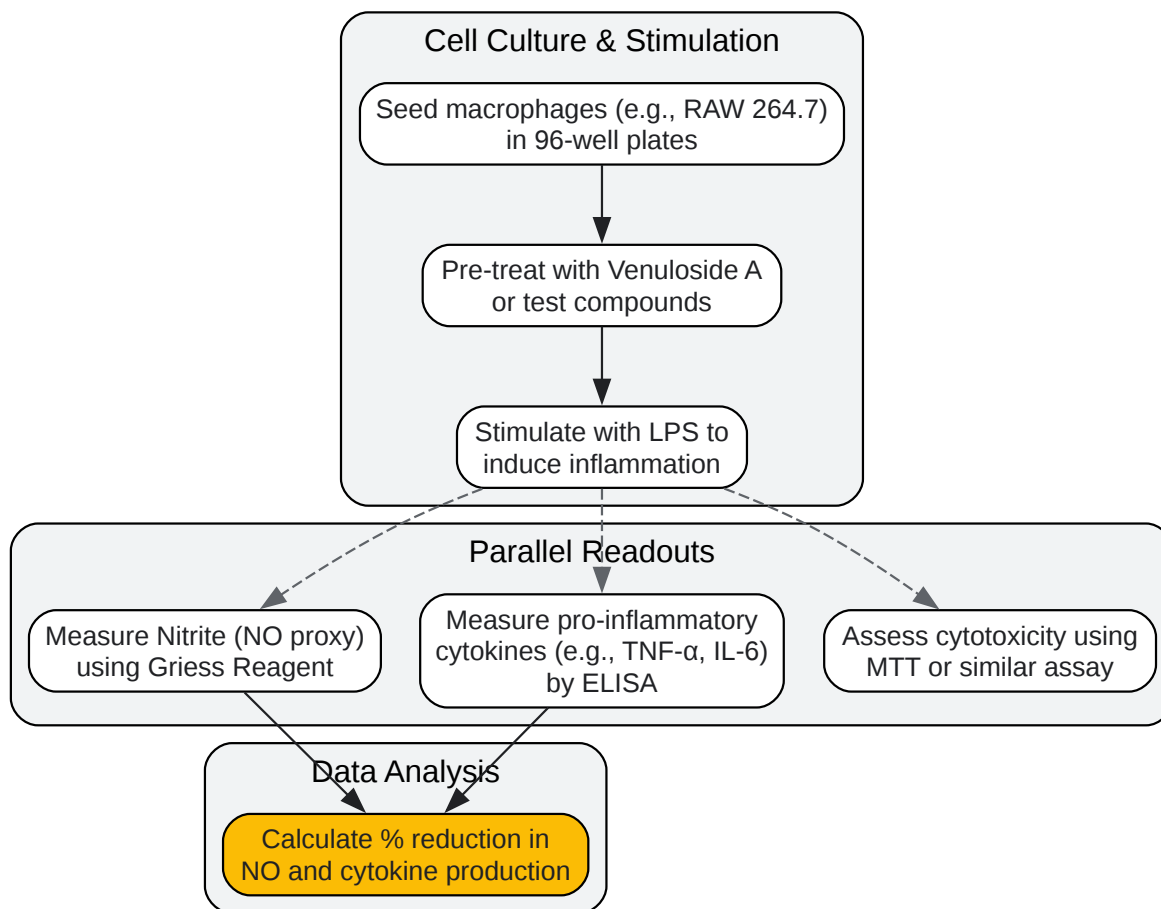 Cell Culture & Stimulation
Seed macrophages (e.g., RAW 264.7)
in 96-well plates
Pre-treat with Venuloside A
or test compounds
Stimulate with LPS to
induce inflammation
Parallel Readouts
Measure Nitrite (NO proxy)
using Griess Reagent
Measure pro-inflammatory
cytokines (e.g., TNF-α, IL-6)
by ELISA
Assess cytotoxicity using
MTT or similar assay
Data Analysis
Calculate % reduction in
NO and cytokine production